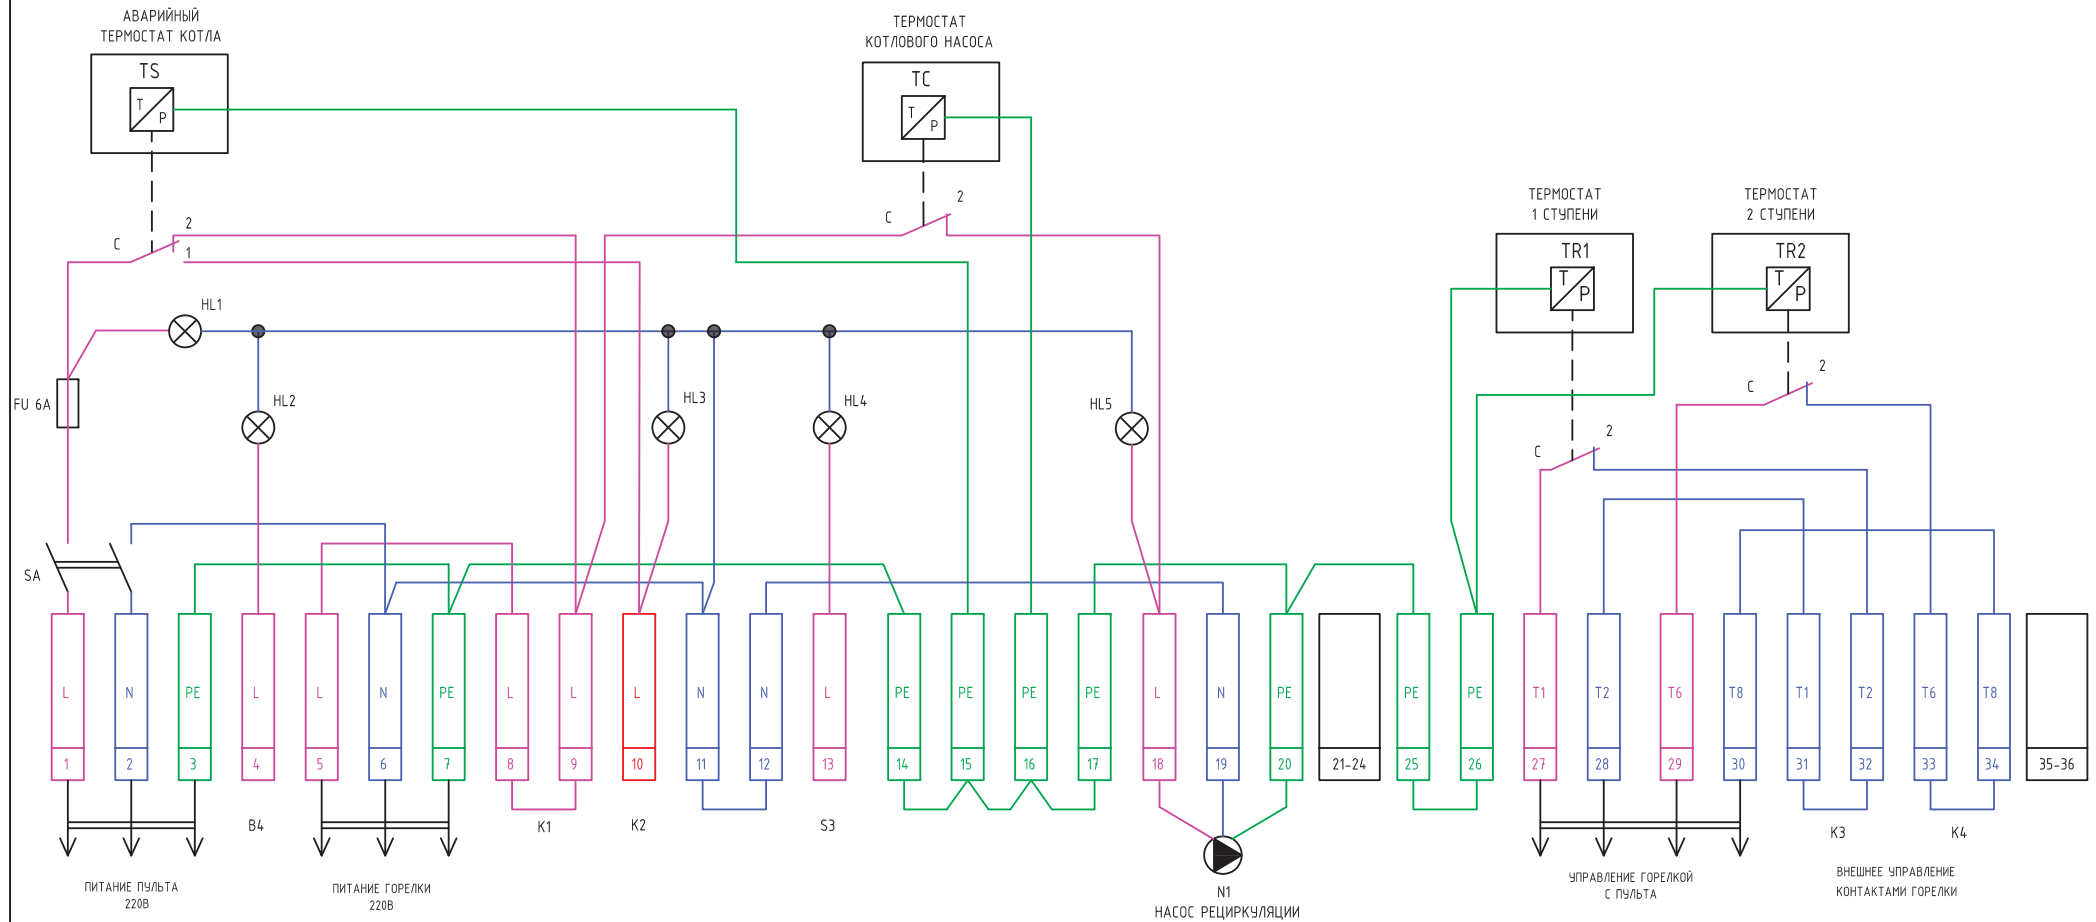 АВАРИЙНЫЙ
ТЕРМОСТАТ КОТЛА
TS
T
P
C
2
1
ТЕРМОСТАТ
КОТЛОВОГО НАСОСА
TC
T
P
C
2
ТЕРМОСТАТ
1 СТУПЕНИ
TR1
T
P
C
2
ТЕРМОСТАТ
2 СТУПЕНИ
TR2
T
P
C
2
HL1
FU 6A
HL2
HL3
HL4
HL5
SA
L
N
PE
L
L
N
PE
L
L
L
N
N
L
PE
PE
PE
PE
L
N
PE
PE
PE
T1
T2
T6
T8
T1
T2
T6
T8
1
2
3
4
5
6
7
8
9
10
11
12
13
14
15
16
17
18
19
20
21-24
25
26
27
28
29
30
31
32
33
34
35-36
B4
K1
K2
S3
K3
K4
ПИТАНИЕ ПУЛЬТА
220В
ПИТАНИЕ ГОРЕЛКИ
220В
N1
НАСОС РЕЦИРКУЛЯЦИИ
УПРАВЛЕНИЕ ГОРЕЛКОЙ
С ПУЛЬТА
ВНЕШНЕЕ УПРАВЛЕНИЕ
КОНТАКТАМИ ГОРЕЛКИ